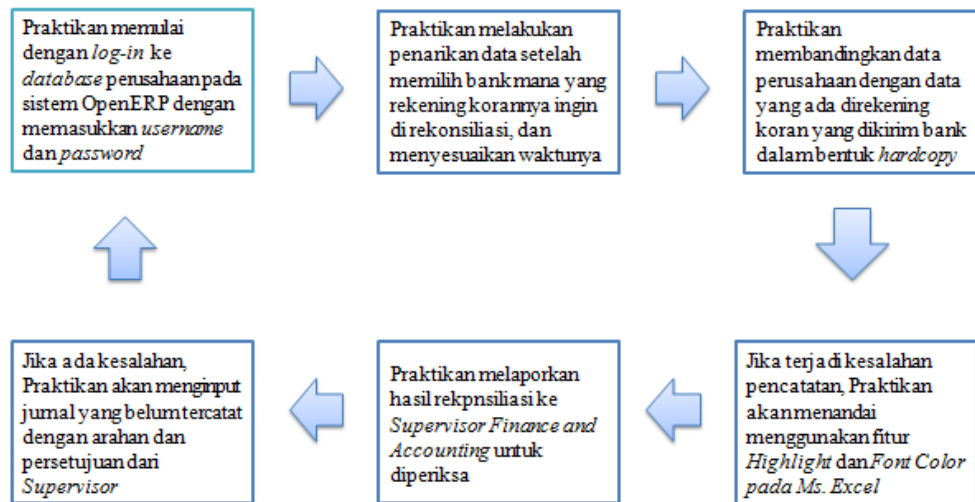 Praktikan memulai
dengan log-in ke
database perusahaan pada
sistem OpenERP dengan
memasukkan username
dan password
Praktikan melakukan
penarikan data setelah
memilih bank mana yang
rekening korannya ingin
di rekonsiliasi, dan
menyesuaikan waktunya
Praktikan
membandingkan data
perusahaan dengan data
yang ada direkening
koran yang dikirim bank
dalam bentuk hardcopy
Jika terjadi kesalahan
pencatatan, Praktikan
akan menandai
menggunakan fitur
Highlight dan Font Color
pada Ms. Excel
Praktikan melaporkan
hasil rekpnsiliasi ke
Supervisor Finance and
Accounting untuk
diperiksa
Jika ada kesalahan,
Praktikan akan menginput
jurnal yang belum tercatat
dengan arahan dan
persetujuan dari
Supervisor